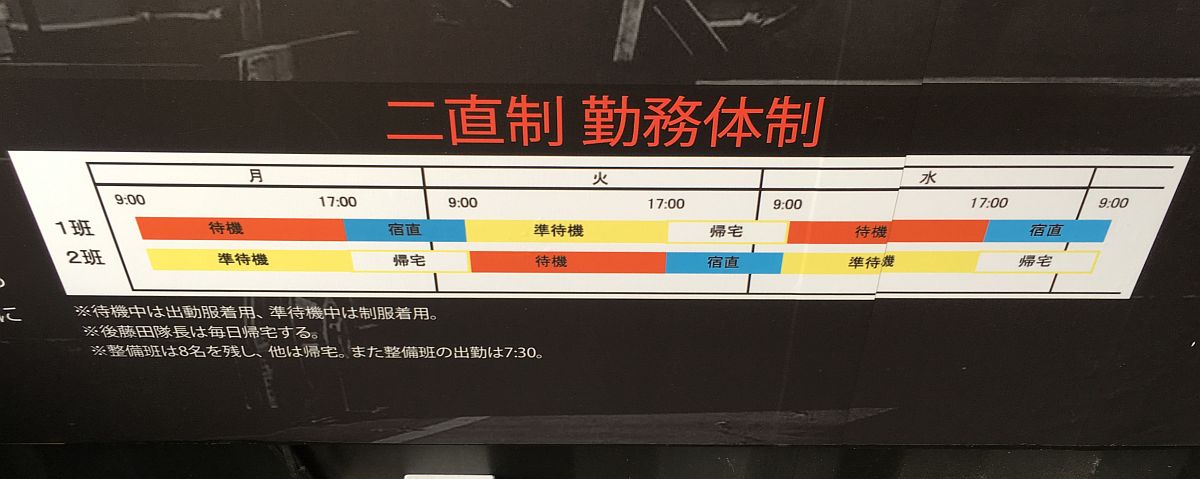 二直制 勤務体制
月 火 水
9:00 17:00 9:00 17:00 9:00 17:00 9:00
1班 待機 宿直 準待機 帰宅 待機 宿直
2班 準待機 帰宅 待機 宿直 準待機 帰宅
に
※待機中は出動服着用、準待機中は制服着用。
※後藤田隊長は毎日帰宅する。
※整備班は8名を残し、他は帰宅。また整備班の出勤は7:30。